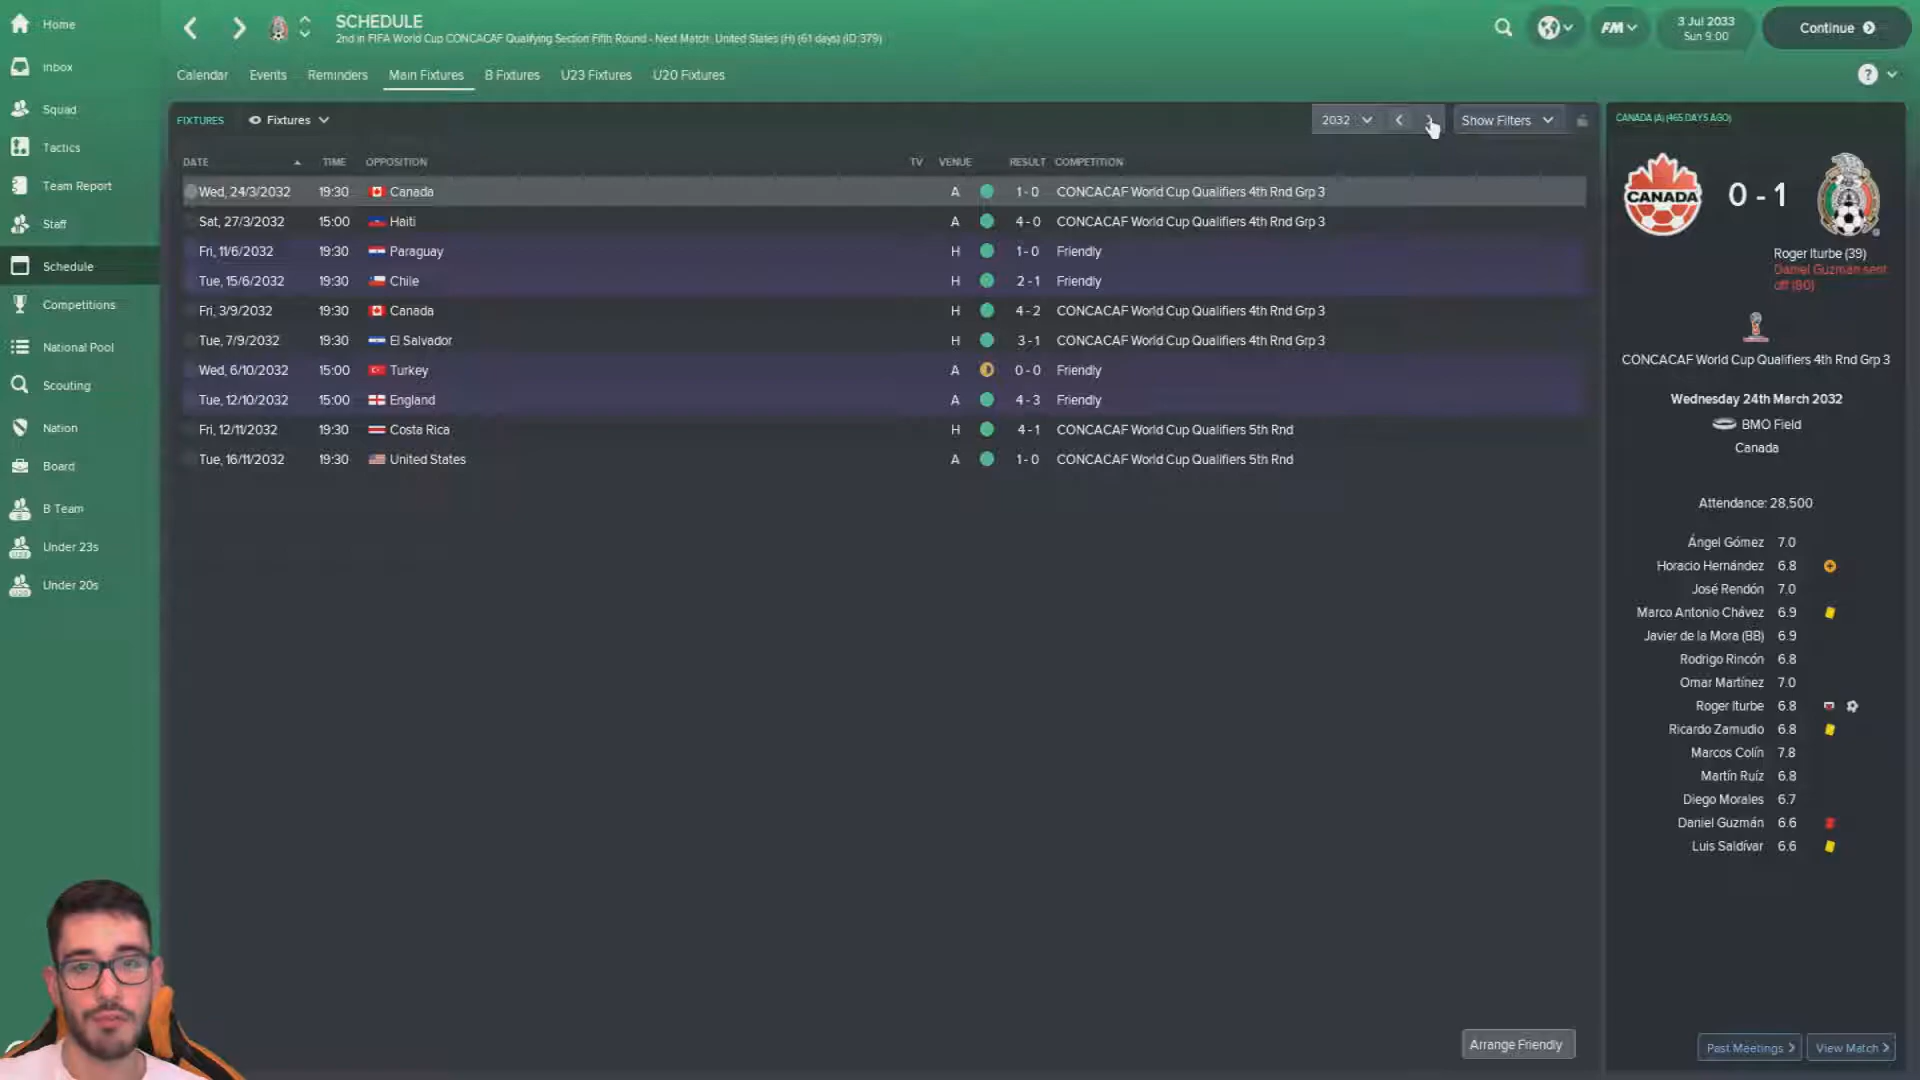 Home
Inbox
Squad
Tactics
Team Report
Staff
Schedule
Competitions
National Pool
Scouting
Nation
Board
B Team
Under 23s
Under 20s
SCHEDULE
2nd in FIFA World Cup CONCACAF Qualifying Section Fifth Round - Next Match: United States (H) (61 days) (ID:379)
FM
3 Jul 2033
Sun 9:00
Continue
Calendar Events Reminders Main Fixtures B Fixtures U23 Fixtures U20 Fixtures
?
FIXTURES Fixtures 2032 Show Filters
DATE TIME OPPOSITION TV VENUE RESULT COMPETITION
Wed, 24/3/2032 19:30 Canada A 1 - 0 CONCACAF World Cup Qualifiers 4th Rnd Grp 3
Sat, 27/3/2032 15:00 Haiti A 4 - 0 CONCACAF World Cup Qualifiers 4th Rnd Grp 3
Fri, 11/6/2032 19:30 Paraguay H 1 - 0 Friendly
Tue, 15/6/2032 19:30 Chile H 2 - 1 Friendly
Fri, 3/9/2032 19:30 Canada H 4 - 2 CONCACAF World Cup Qualifiers 4th Rnd Grp 3
Tue, 7/9/2032 19:30 El Salvador H 3 - 1 CONCACAF World Cup Qualifiers 4th Rnd Grp 3
Wed, 6/10/2032 15:00 Turkey A 0 - 0 Friendly
Tue, 12/10/2032 15:00 England A 4 - 3 Friendly
Fri, 12/11/2032 19:30 Costa Rica H 4 - 1 CONCACAF World Cup Qualifiers 5th Rnd
Tue, 16/11/2032 19:30 United States A 1 - 0 CONCACAF World Cup Qualifiers 5th Rnd
Arrange Friendly
CANADA (A) (465 DAYS AGO)
CANADA
0 - 1
Roger Iturbe (39)
Daniel Guzmán sent
off (80)
CONCACAF World Cup Qualifiers 4th Rnd Grp 3
Wednesday 24th March 2032
BMO Field
Canada
Attendance: 28,500
Ángel Gómez 7.0
Horacio Hernández 6.8
José Rendón 7.0
Marco Antonio Chávez 6.9
Javier de la Mora (BB) 6.9
Rodrigo Rincón 6.8
Omar Martínez 7.0
Roger Iturbe 6.8
Ricardo Zamudio 6.8
Marcos Colín 7.8
Martín Ruíz 6.8
Diego Morales 6.7
Daniel Guzmán 6.6
Luis Saldívar 6.6
Past Meetings View Match